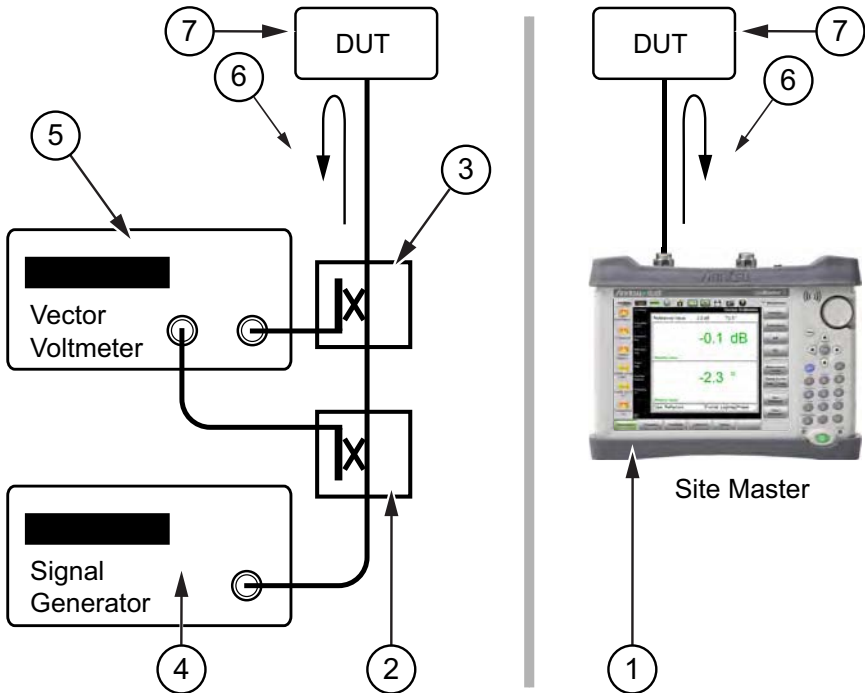 7
DUT
6
5
3
Vector
Voltmeter
Signal
Generator
4
2
DUT
7
6
Anritsu
-0.1 dB
-2.3 °
Site Master
1